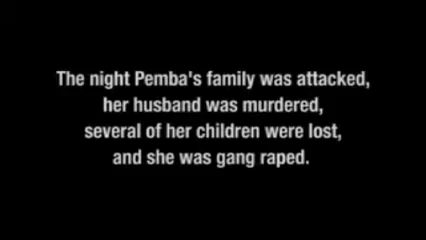 The night Pemba's family was attacked,
her husband was murdered,
several of her children were lost,
and she was gang raped.